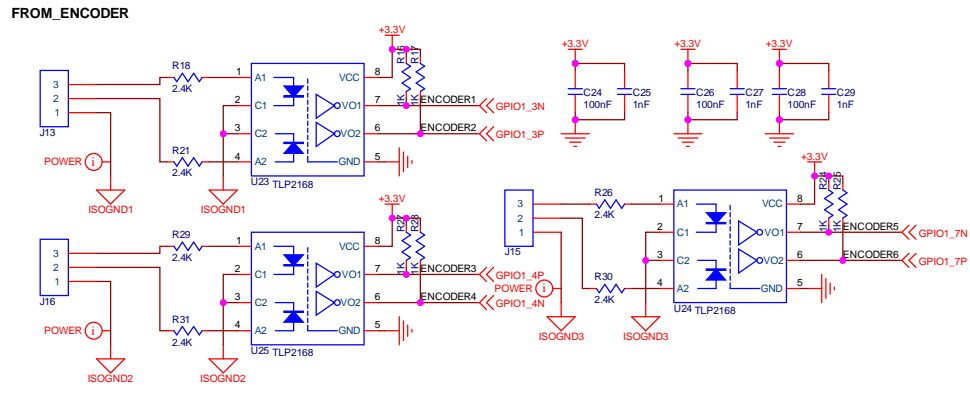 FROM_ENCODER
+3.3V
R18
2.4K
R16
1K
R17
1K
3
2
1
J13
POWER
i
ISOGND1
R21
2.4K
1
2
3
4
A1
C1
C2
A2
VCC
VO1
VO2
GND
8
7
6
5
U23
TLP2168
ISOGND1
ENCODER1
ENCODER2
GPIO1_3N
GPIO1_3P
+3.3V
C24
100nF
C25
1nF
+3.3V
C26
100nF
C27
1nF
+3.3V
C28
100nF
C29
1nF
+3.3V
R29
2.4K
R27
1K
R28
1K
3
2
1
J16
POWER
i
ISOGND2
R31
2.4K
1
2
3
4
A1
C1
C2
A2
VCC
VO1
VO2
GND
8
7
6
5
U25
TLP2168
ISOGND2
ENCODER3
ENCODER4
GPIO1_4P
GPIO1_4N
+3.3V
R26
2.4K
R24
1K
R25
1K
3
2
1
J15
POWER
i
ISOGND3
R30
2.4K
1
2
3
4
A1
C1
C2
A2
VCC
VO1
VO2
GND
8
7
6
5
U24
TLP2168
ISOGND3
ENCODER5
ENCODER6
GPIO1_7N
GPIO1_7P